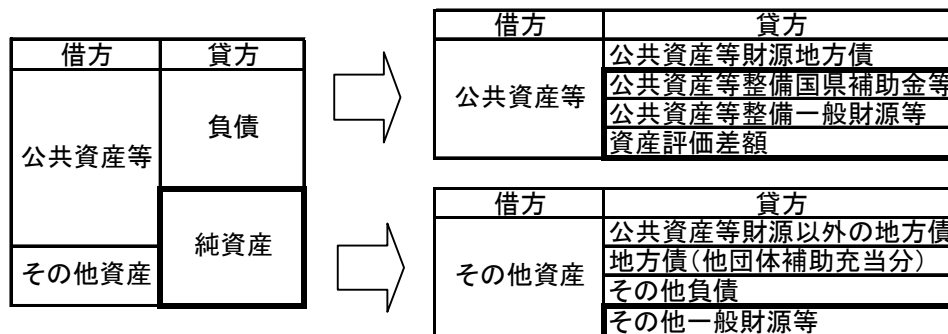 借方 貸方
公共資産等 負債
純資産
その他資産
借方 貸方
公共資産等 公共資産等財源地方債
公共資産等整備国県補助金等
公共資産等整備一般財源等
資産評価差額
借方 貸方
その他資産 公共資産等財源以外の地方債
地方債(他団体補助充当分)
その他負債
その他一般財源等